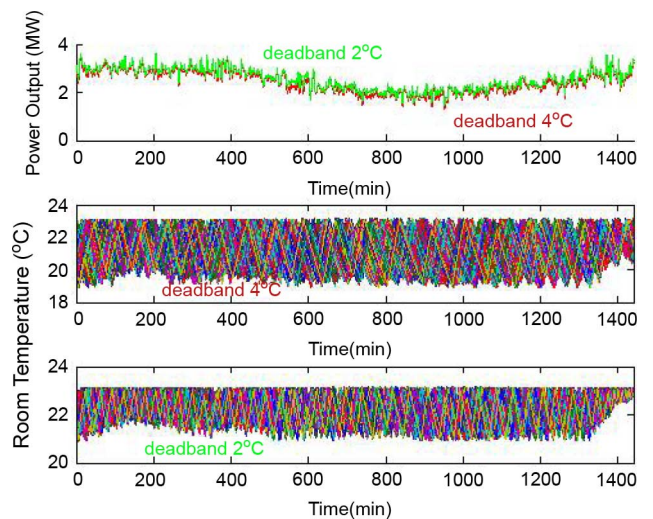 Power Output (MW)
4
2
0
deadband 2°C
deadband 4°C
0 200 400 600 800 1000 1200 1400
Time(min)
Room Temperature (°C)
24
22
20
18
deadband 4°C
0 200 400 600 800 1000 1200 1400
Time(min)
24
22
20
deadband 2°C
0 200 400 600 800 1000 1200 1400
Time(min)